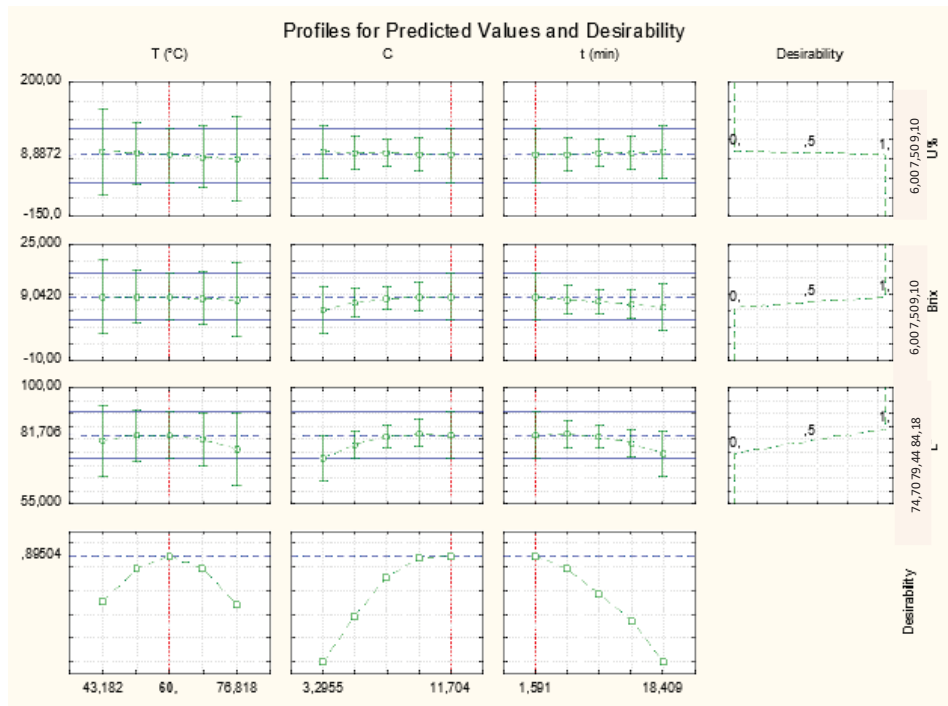 Profiles for Predicted Values and Desirability
T (°C)
C
t (min)
Desirability
200,00
8,8872
-150,0
0,
,5
1,
6,00 7,50 9,10
U%
25,000
9,0420
-10,00
0,
,5
1,
6,00 7,50 9,10
Brix
100,00
81,706
55,000
0,
,5
1,
74,70 79,44 84,18
,89504
Desirability
43,182
60,
76,818
3,2955
11,704
1,591
18,409